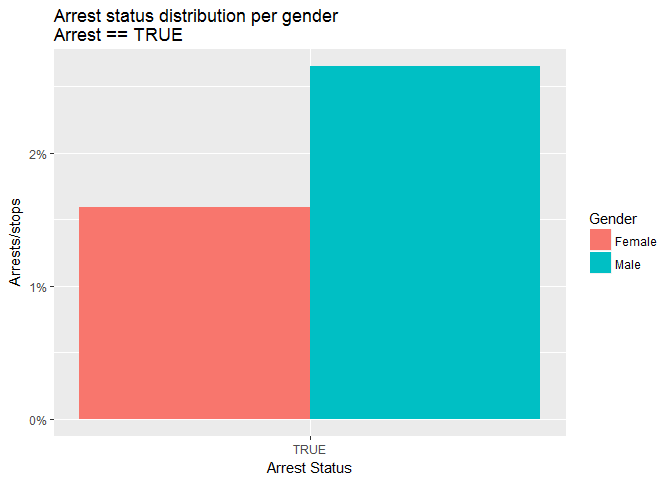 Arrest status distribution per gender
Arrest == TRUE
Arrests/stops
2%
1%
0%
TRUE
Arrest Status
Gender
Female
Male